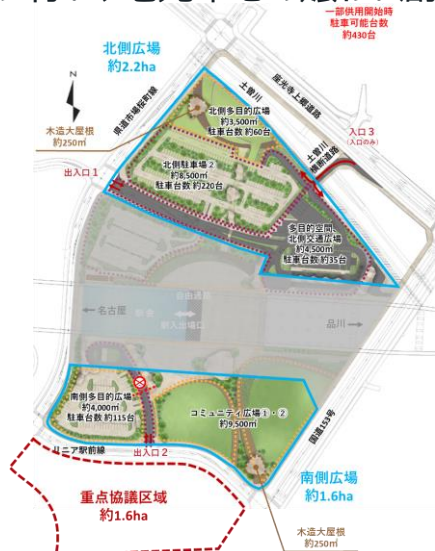 一部供用開始時
駐車可能台数
約430台
北側広場
約2.2ha
N
県道市場桜町線
土曽川
座光寺上郷道路
木造大屋根
約250㎡
北側多目的広場
約3,500㎡
駐車台数 約60台
入口3
(入口のみ)
土曽川
横断道路
出入口1
北側駐車場2
約8,500㎡
駐車台数 約220台
多目的空間
北側交通広場
約4,500㎡
駐車台数 約35台
名古屋
自由通路
品川
南側多目的広場
約4,000㎡
駐車台数 約115台
コミュニティ広場1・2
約9,500㎡
国道153号
リニア駅前線
出入口2
南側広場
約1.6ha
重点協議区域
約1.6ha
木造大屋根
約250㎡